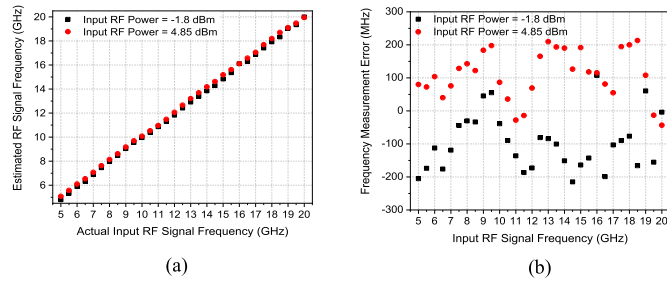 Input RF Power = -1.8 dBm
Input RF Power = 4.85 dBm
Estimated RF Signal Frequency (GHz)
20
18
16
14
12
10
8
6
5 6 7 8 9 10 11 12 13 14 15 16 17 18 19 20
Actual Input RF Signal Frequency (GHz)
(a)
Input RF Power = -1.8 dBm
Input RF Power = 4.85 dBm
Frequency Measurement Error (MHz)
300
200
100
0
-100
-200
-300
5 6 7 8 9 10 11 12 13 14 15 16 17 18 19 20
Input RF Signal Frequency (GHz)
(b)